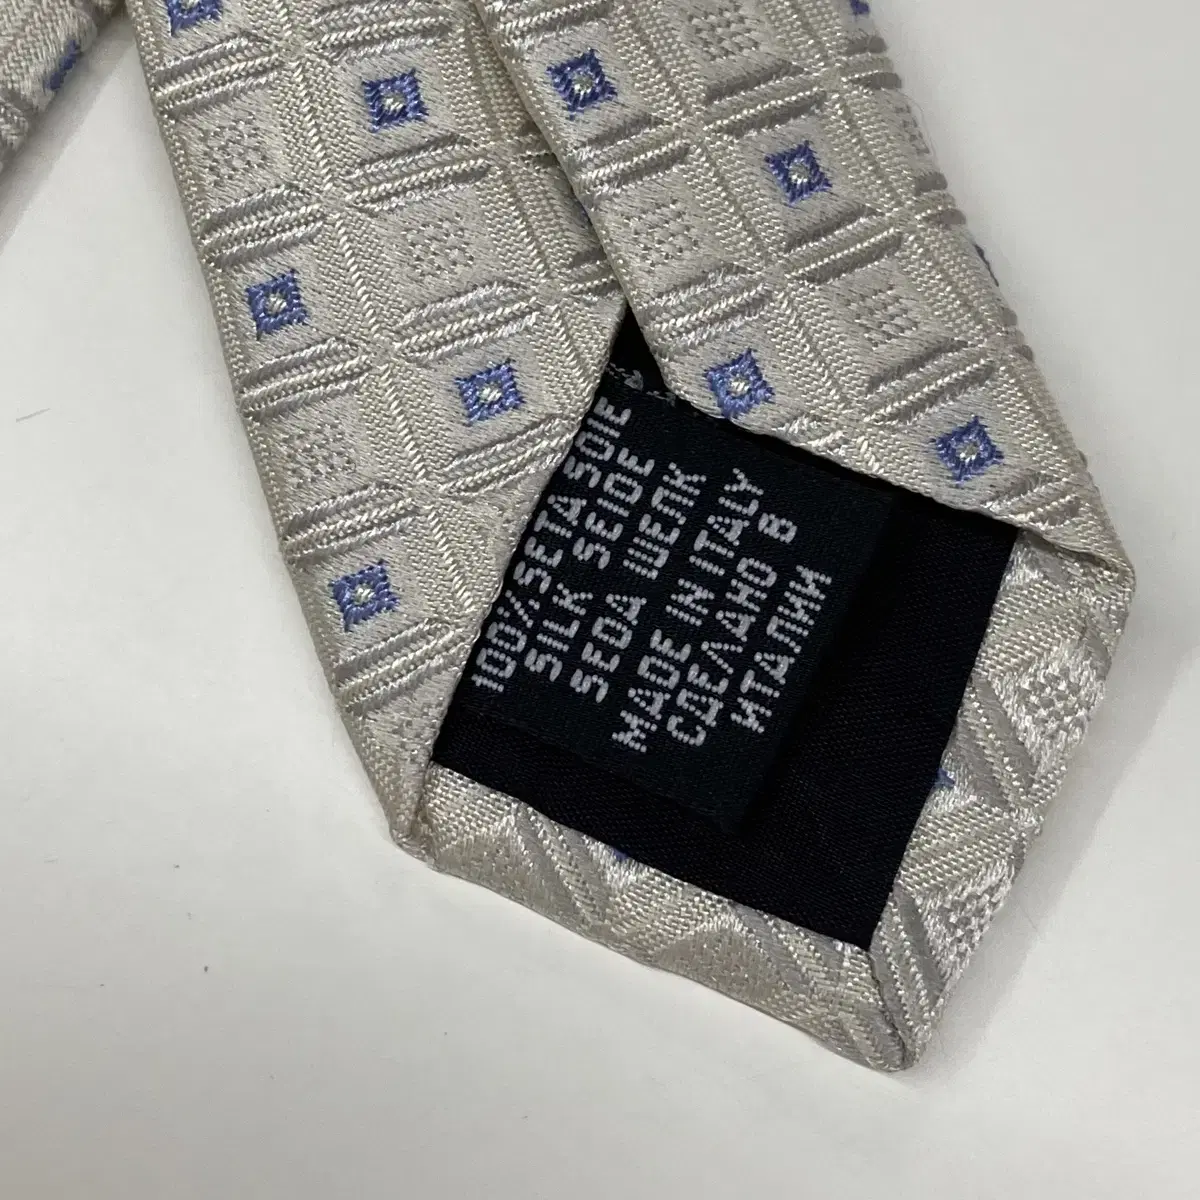 100% SETA SOIE
SILK SEIDE
SEDA ШЕЛК
MADE IN ITALY
СДЕЛАНО В
ИТАЛИИ